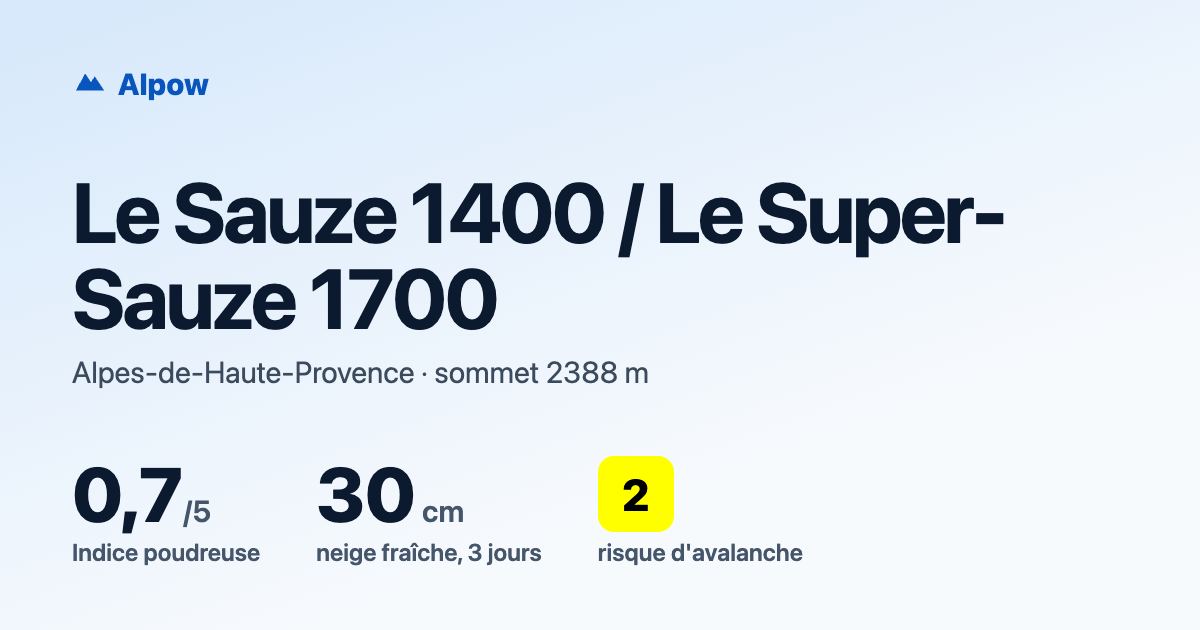 Alpow
Le Sauze 1400 / Le Super-
Sauze 1700
Alpes-de-Haute-Provence · sommet 2388 m
0,7 /5
30 cm
2
Indice poudreuse
neige fraîche, 3 jours
risque d'avalanche